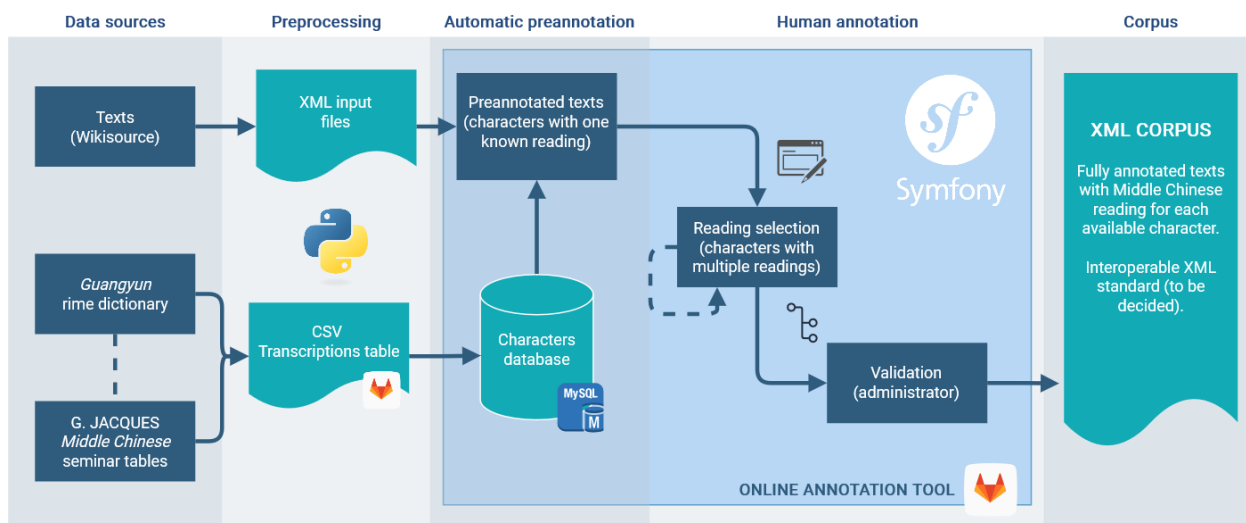 Data sources
Preprocessing
Automatic preannotation
Human annotation
Corpus
Texts
(Wikisource)
XML input
files
Preannotated texts
(characters with one
known reading)
sf
Symfony
XML CORPUS
Fully annotated texts
with Middle Chinese
reading for each
available character.
Interoperable XML
standard (to be
decided).
Reading selection
(characters with
multiple readings)
Guangyun
rime dictionary
CSV
Transcriptions table
Characters
database
MySQL
M
Validation
(administrator)
G. JACQUES
Middle Chinese
seminar tables
ONLINE ANNOTATION TOOL